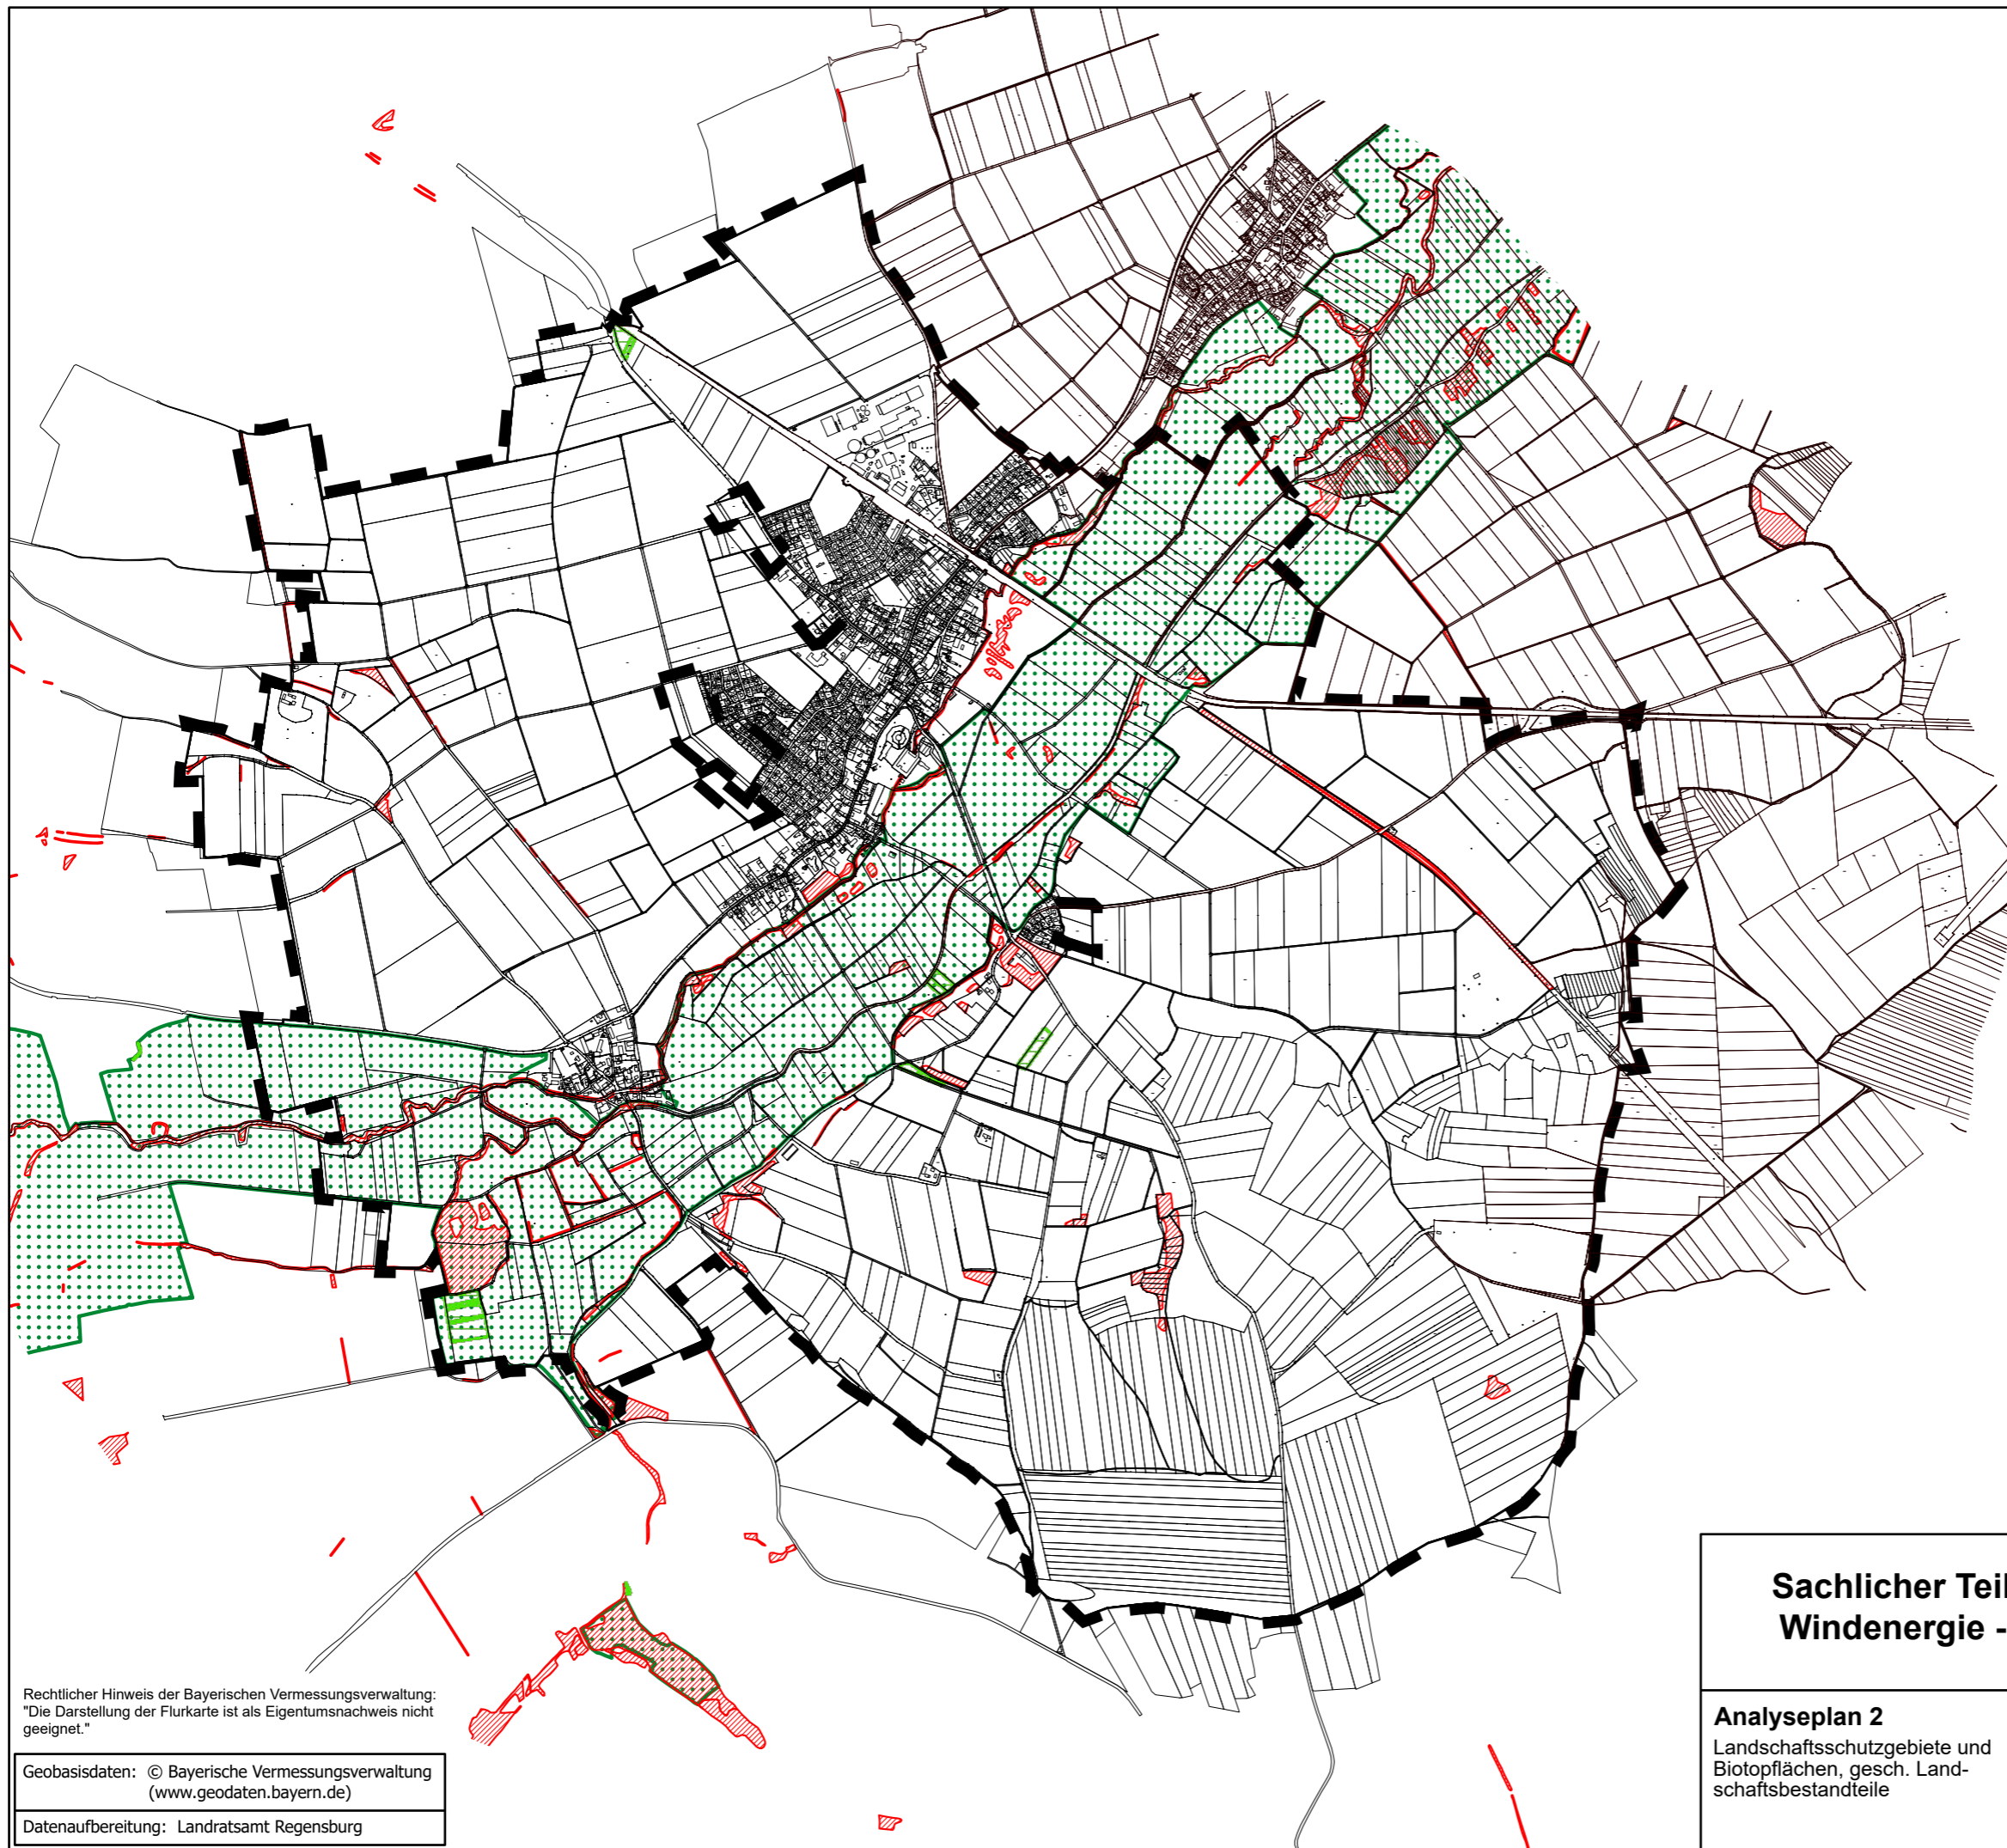 Rechtlicher Hinweis der Bayerischen Vermessungsverwaltung:
"Die Darstellung der Flurkarte ist als Eigentumsnachweis nicht
geeignet."
Geobasisdaten: © Bayerische Vermessungsverwaltung
(www.geodaten.bayern.de)
Datenaufbereitung: Landratsamt Regensburg
Sachlicher Teil
Windenergie -
Analyseplan 2
Landschaftsschutzgebiete und
Biotopflächen, gesch. Land-
schaftsbestandteile